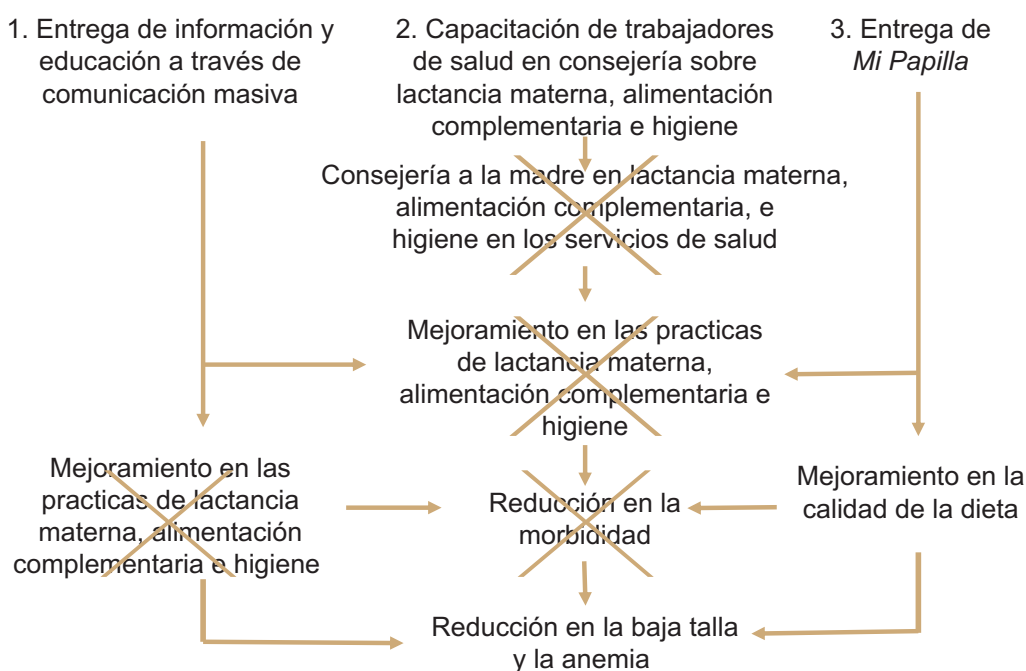 1. Entrega de información y
educación a través de
comunicación masiva
2. Capacitación de trabajadores
de salud en consejería sobre
lactancia materna, alimentación
complementaria e higiene
3. Entrega de
Mi Papilla
Consejería a la madre en lactancia materna,
alimentación complementaria, e
higiene en los servicios de salud
Mejoramiento en las practicas
de lactancia materna,
alimentación complementaria e
higiene
Mejoramiento en las
practicas de lactancia
materna, alimentación
complementaria e higiene
Reducción en la
morbididad
Mejoramiento en la
calidad de la dieta
Reducción en la baja talla
y la anemia